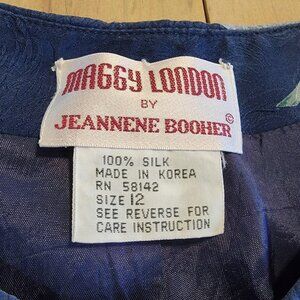 MAGGY LONDON
BY
JEANNENE BOOHER ©
100% SILK
MADE IN KOREA
RN 58142
SIZE 12
SEE REVERSE FOR
CARE INSTRUCTION